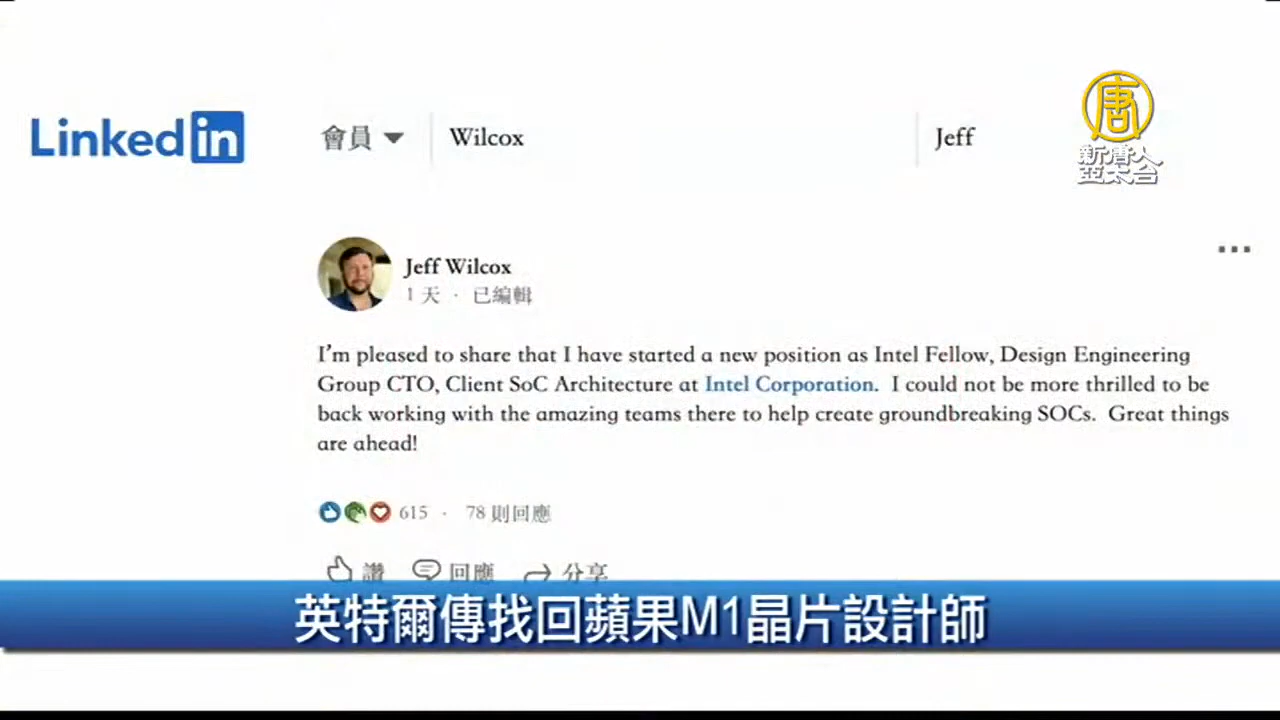 LinkedIn
會員
Wilcox
Jeff
唐
新唐人
亞太台
Jeff Wilcox
1 天 · 已編輯
I'm pleased to share that I have started a new position as Intel Fellow, Design Engineering
Group CTO, Client SoC Architecture at Intel Corporation. I could not be more thrilled to be
back working with the amazing teams there to help create groundbreaking SOCs. Great things
are ahead!
615 · 78 則回應
讚 回應 分享
英特爾傳找回蘋果M1晶片設計師